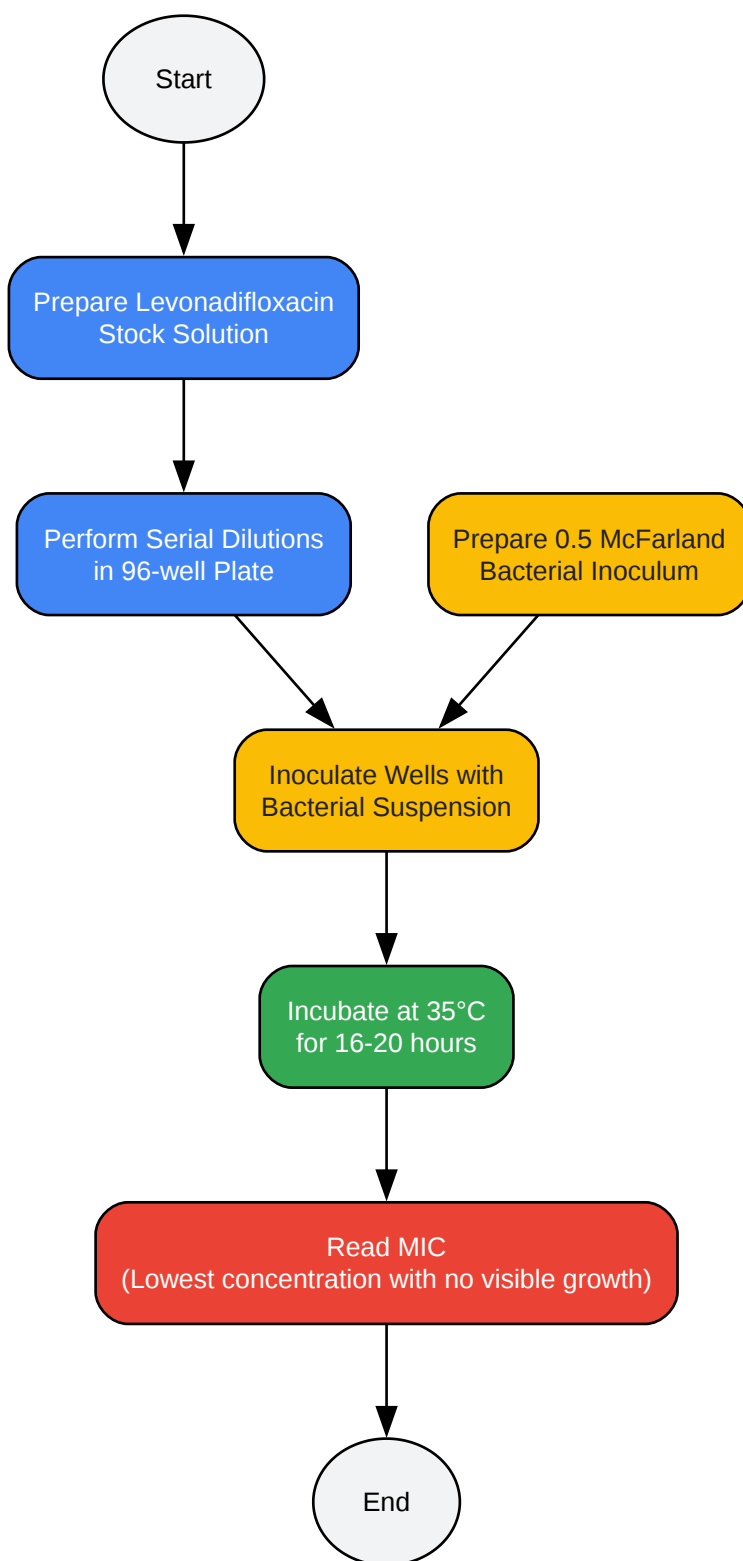 Start
Prepare Levonadifloxacin
Stock Solution
Perform Serial Dilutions
in 96-well Plate
Prepare 0.5 McFarland
Bacterial Inoculum
Inoculate Wells with
Bacterial Suspension
Incubate at 35°C
for 16-20 hours
Read MIC
(Lowest concentration with no visible growth)
End